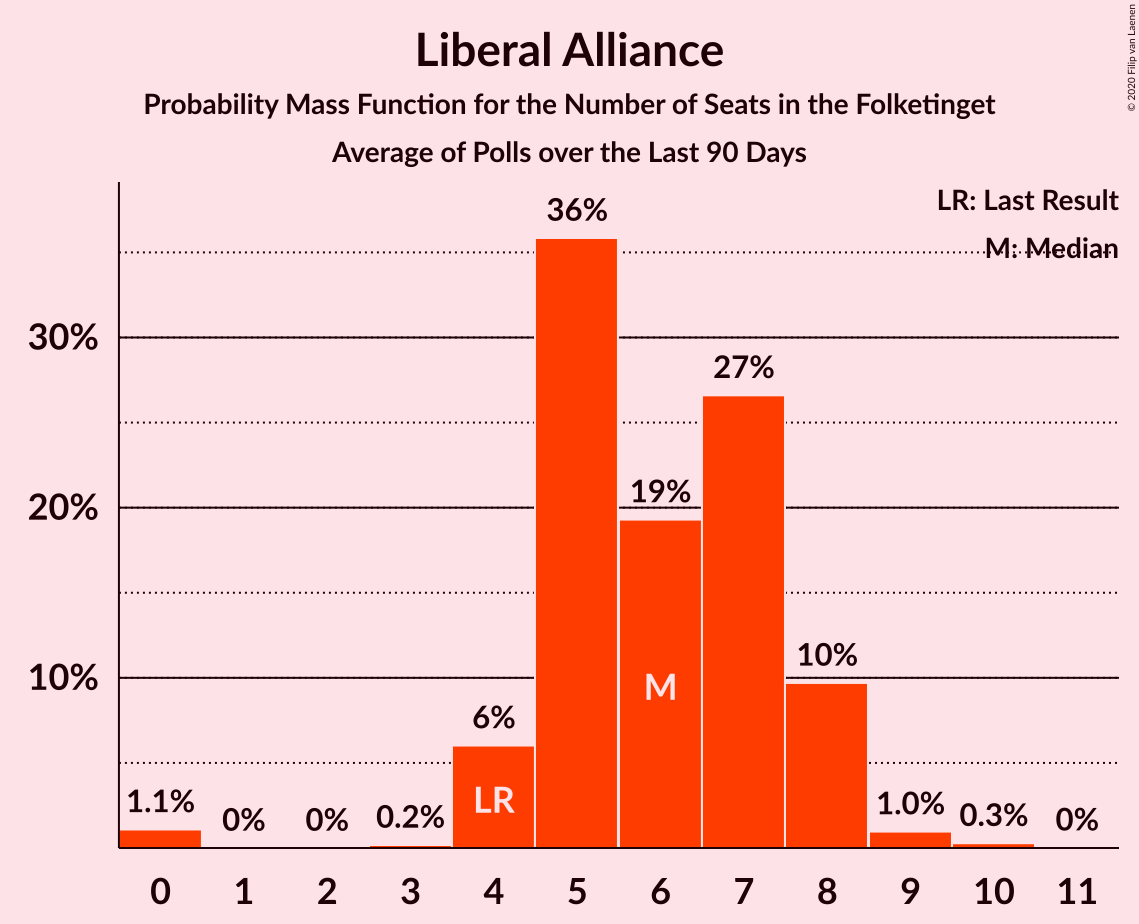 Liberal Alliance
Probability Mass Function for the Number of Seats in the Folketinget
Average of Polls over the Last 90 Days
© 2020 Filip van Laenen
LR: Last Result
M: Median
36%
30%
27%
20%
19%
10%
10%
M
6%
LR
1.1%
0%
0%
0.2%
1.0%
0.3%
0%
0 1 2 3 4 5 6 7 8 9 10 11